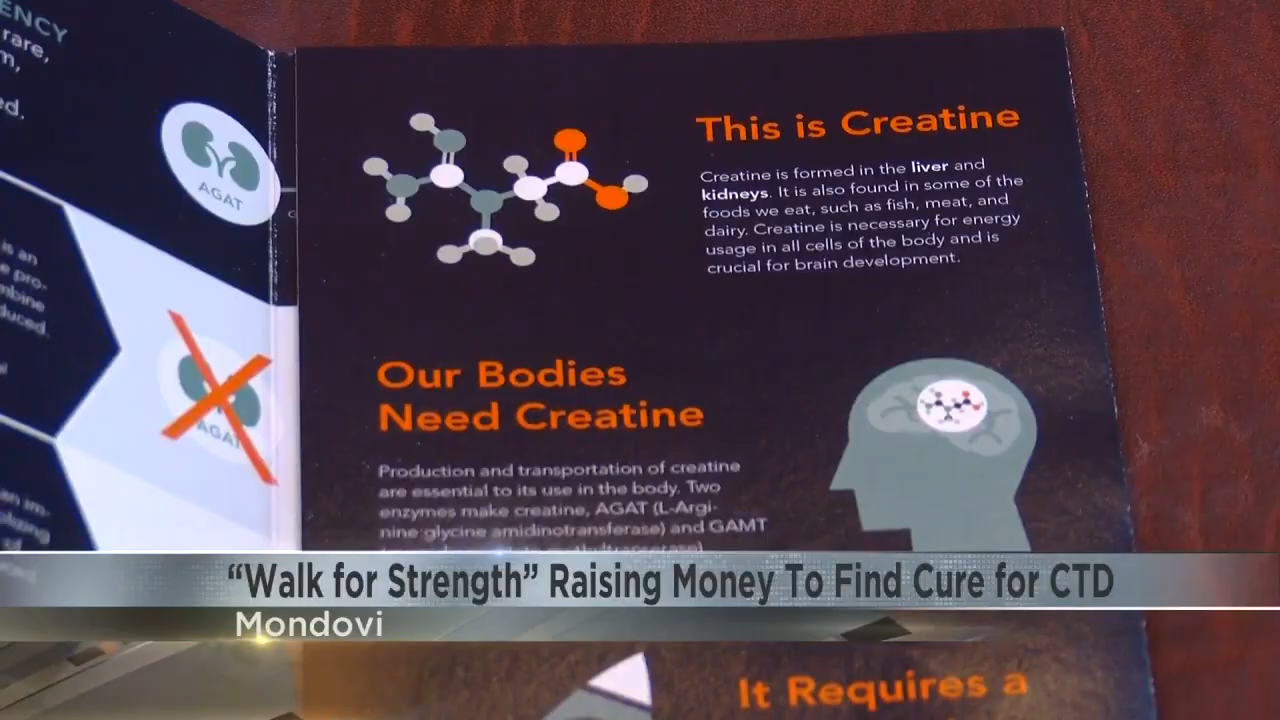 ENCY
rare,
AGAT
is an
AGAT
This is Creatine
Creatine is formed in the liver and
kidneys. It is also found in some of the
foods we eat, such as fish, meat, and
dairy. Creatine is necessary for energy
usage in all cells of the body and is
crucial for brain development.
Our Bodies
Need Creatine
Production and transportation of creatine
are essential to its use in the body. Two
enzymes make creatine, AGAT (L-Argi-
nine:glycine amidinotransferase) and GAMT
“Walk for Strength” Raising Money To Find Cure for CTD
Mondovi
It Requires a